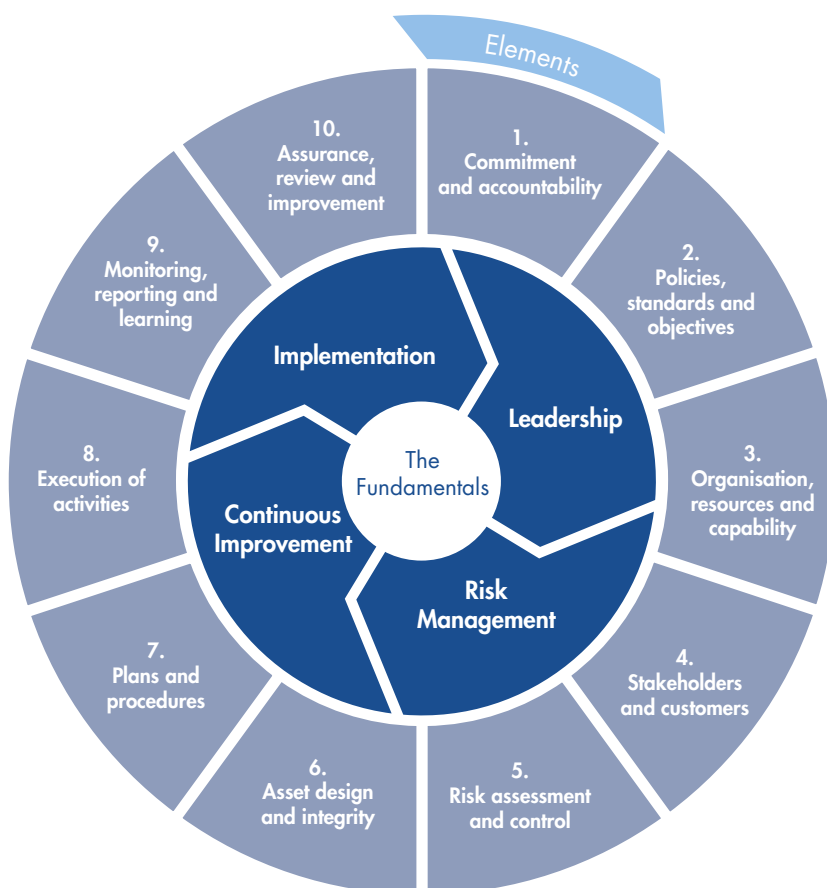 Elements
1.
Commitment
and accountability
2.
Policies,
standards and
objectives
3.
Organisation,
resources and
capability
4.
Stakeholders
and customers
5.
Risk assessment
and control
6.
Asset design
and integrity
7.
Plans and
procedures
8.
Execution of
activities
9.
Monitoring,
reporting and
learning
10.
Assurance,
review and
improvement
The
Fundamentals
Leadership
Risk
Management
Continuous
Improvement
Implementation